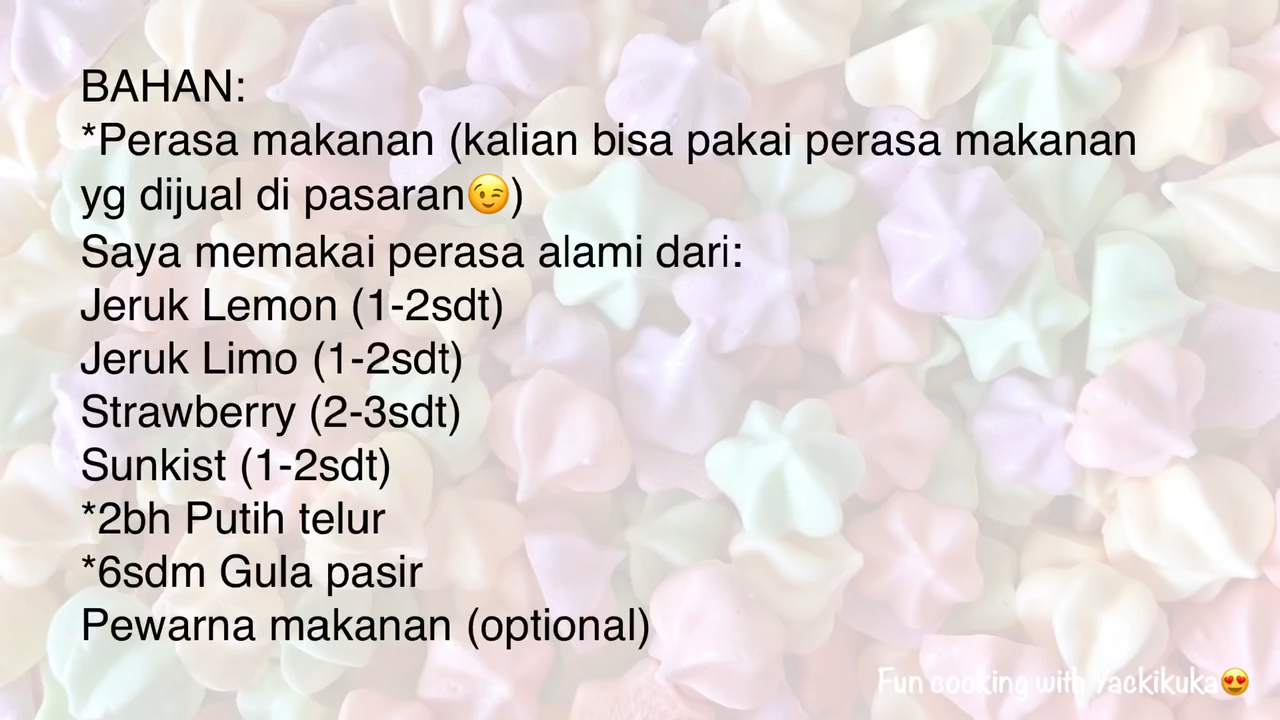 BAHAN:
*Perasa makanan (kalian bisa pakai perasa makanan
yg dijual di pasaran😉)
Saya memakai perasa alami dari:
Jeruk Lemon (1-2sdt)
Jeruk Limo (1-2sdt)
Strawberry (2-3sdt)
Sunkist (1-2sdt)
*2bh Putih telur
*6sdm Gula pasir
Pewarna makanan (optional)
Fun cooking with Yackikuka😍